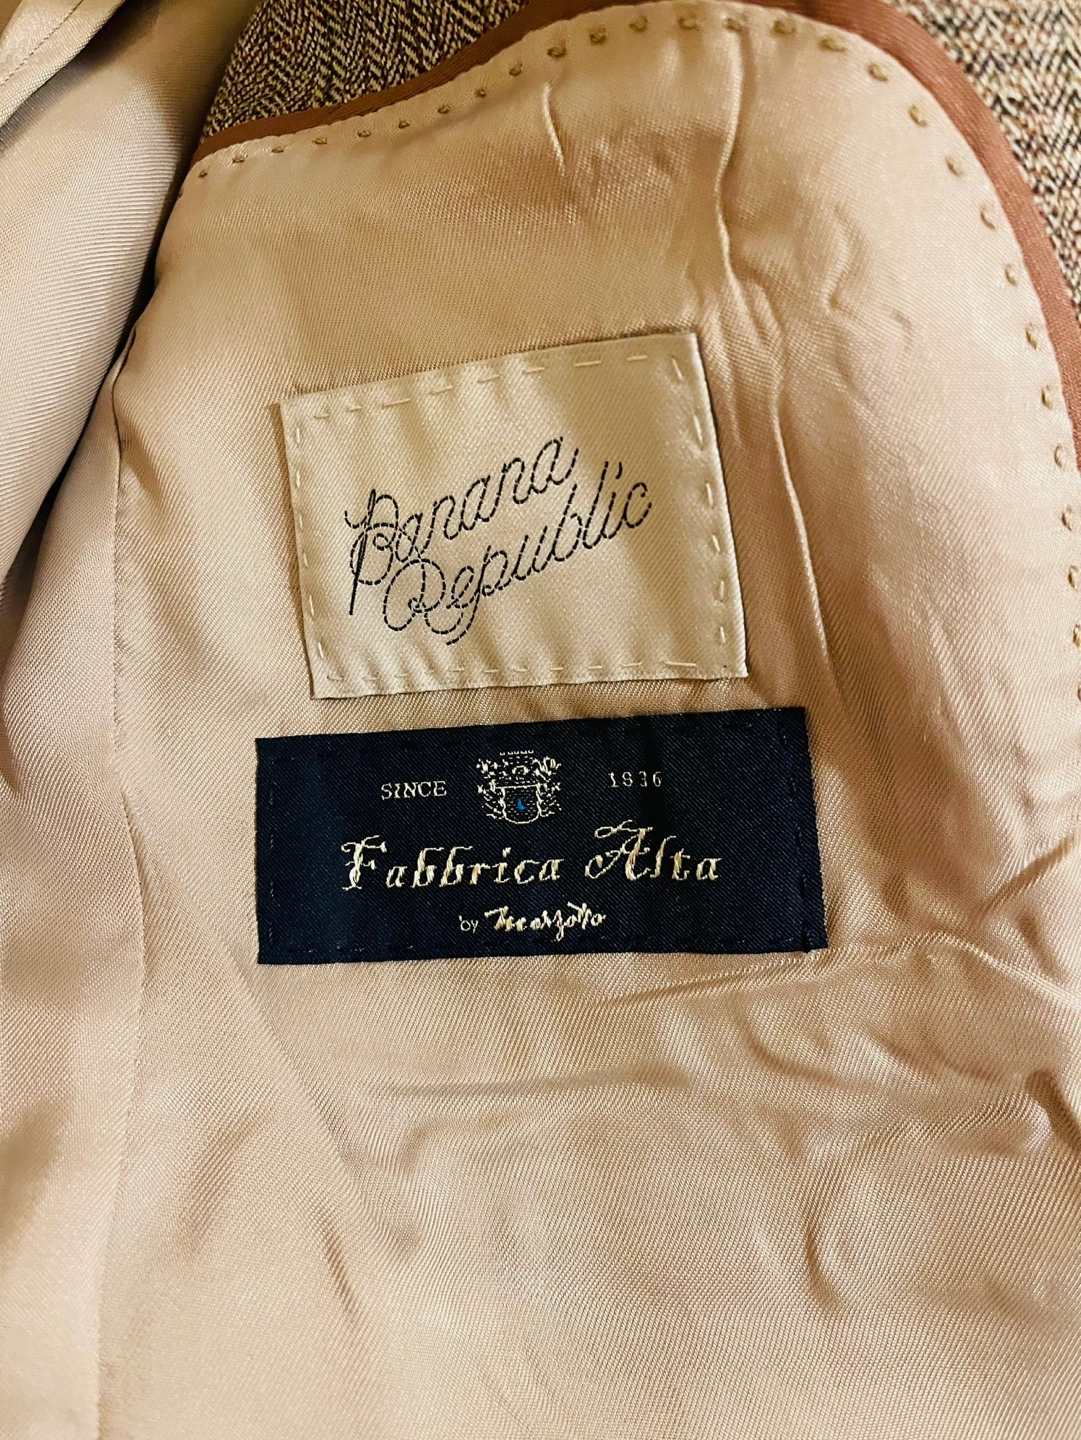 Banana
Republic
SINCE 1836
Fabbrica Alta
by Marzotto